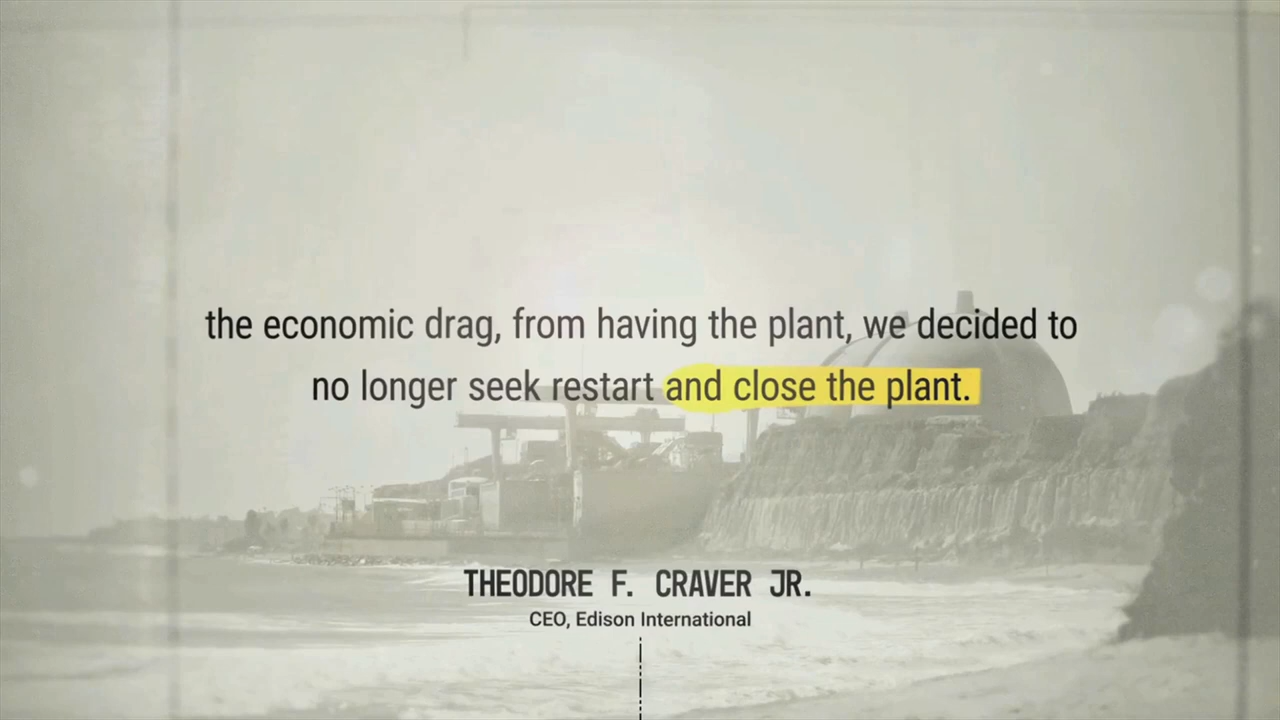 the economic drag, from having the plant, we decided to
no longer seek restart and close the plant.
THEODORE F. CRAVER JR.
CEO, Edison International